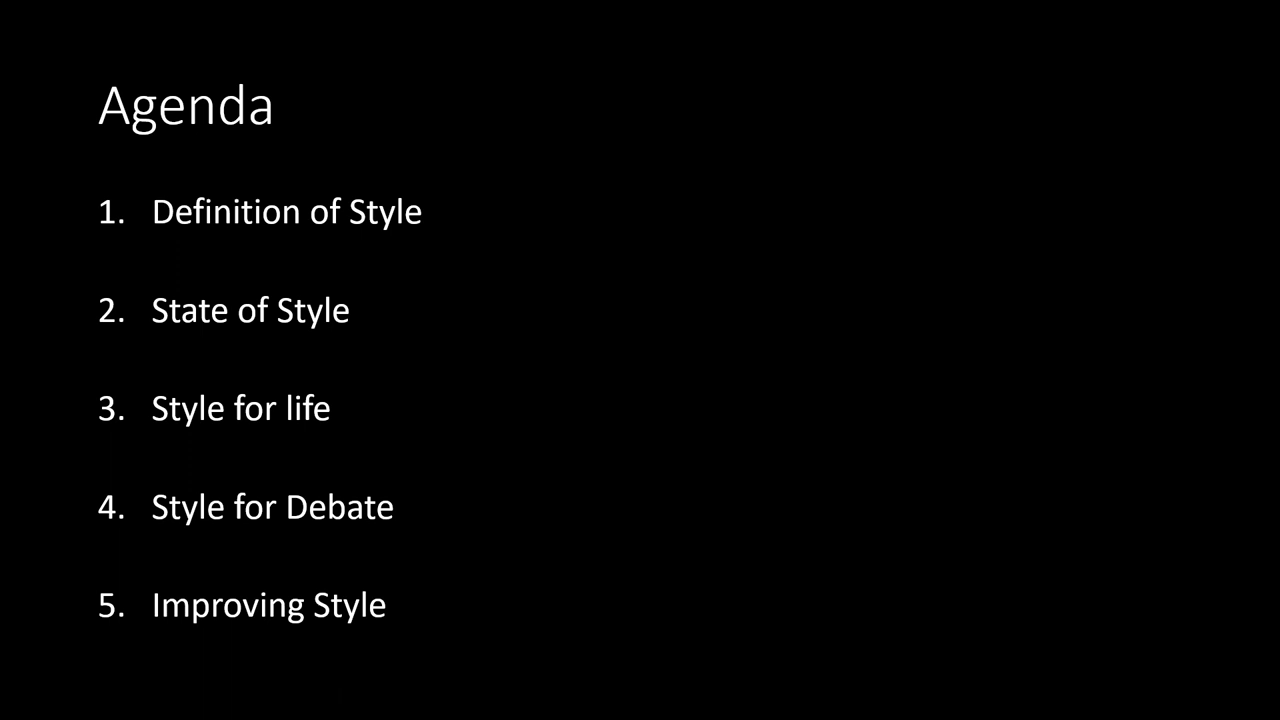 Agenda
1. Definition of Style
2. State of Style
3. Style for life
4. Style for Debate
5. Improving Style